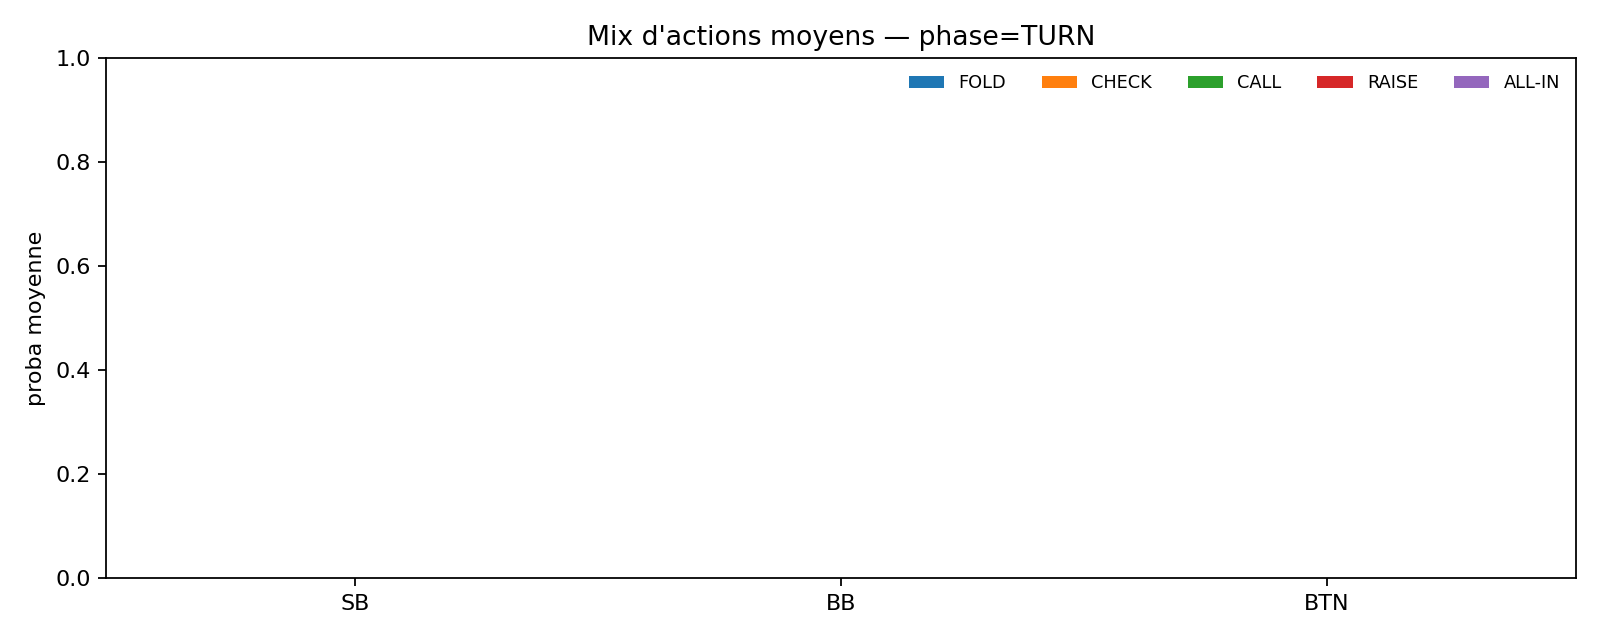 Mix d'actions moyens — phase=TURN
1.0
FOLD CHECK CALL RAISE ALL-IN
0.8
0.6
proba moyenne
0.4
0.2
0.0
SB BB BTN